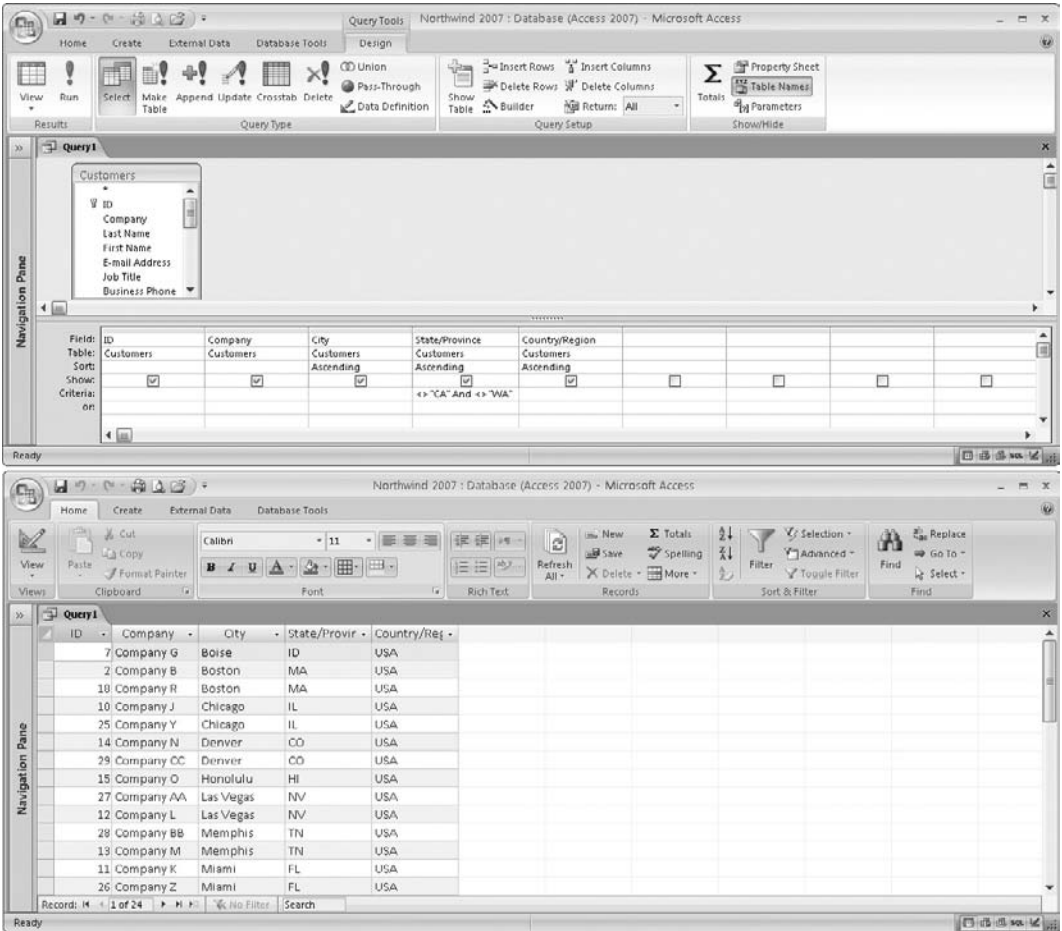 Query Tools Northwind 2007 : Database (Access 2007) - Microsoft Access
Home Create External Data Database Tools Design
View Run
Select Make Table Append Update Crosstab Delete
Union
Pass-Through
Data Definition
Show Table
Insert Rows Insert Columns
Delete Rows Delete Columns
Builder Return: All
Totals
Property Sheet
Table Names
Parameters
Results Query Type Query Setup Show/Hide
Query1
Navigation Pane
Customers
*
ID
Company
Last Name
First Name
E-mail Address
Job Title
Business Phone
Field: ID Company City State/Province Country/Region
Table: Customers Customers Customers Customers Customers
Sort: Ascending Ascending Ascending
Show:
Criteria: <>"CA" And <>"WA"
or:
Ready SQL
Northwind 2007 : Database (Access 2007) - Microsoft Access
Home Create External Data Database Tools
View
Paste
Cut
Copy
Format Painter
Calibri 11
B I U A
Refresh All
New Totals
Save Spelling
Delete More
Filter
Selection
Advanced
Toggle Filter
Find
Replace
Go To
Select
Views Clipboard Font Rich Text Records Sort & Filter Find
Query1
Navigation Pane
ID Company City State/Provir Country/Reg
7 Company G Boise ID USA
2 Company B Boston MA USA
18 Company R Boston MA USA
10 Company J Chicago IL USA
25 Company Y Chicago IL USA
14 Company N Denver CO USA
29 Company CC Denver CO USA
15 Company O Honolulu HI USA
27 Company AA Las Vegas NV USA
12 Company L Las Vegas NV USA
28 Company BB Memphis TN USA
13 Company M Memphis TN USA
11 Company K Miami FL USA
26 Company Z Miami FL USA
Record: 1 of 24 No Filter Search
Ready SQL